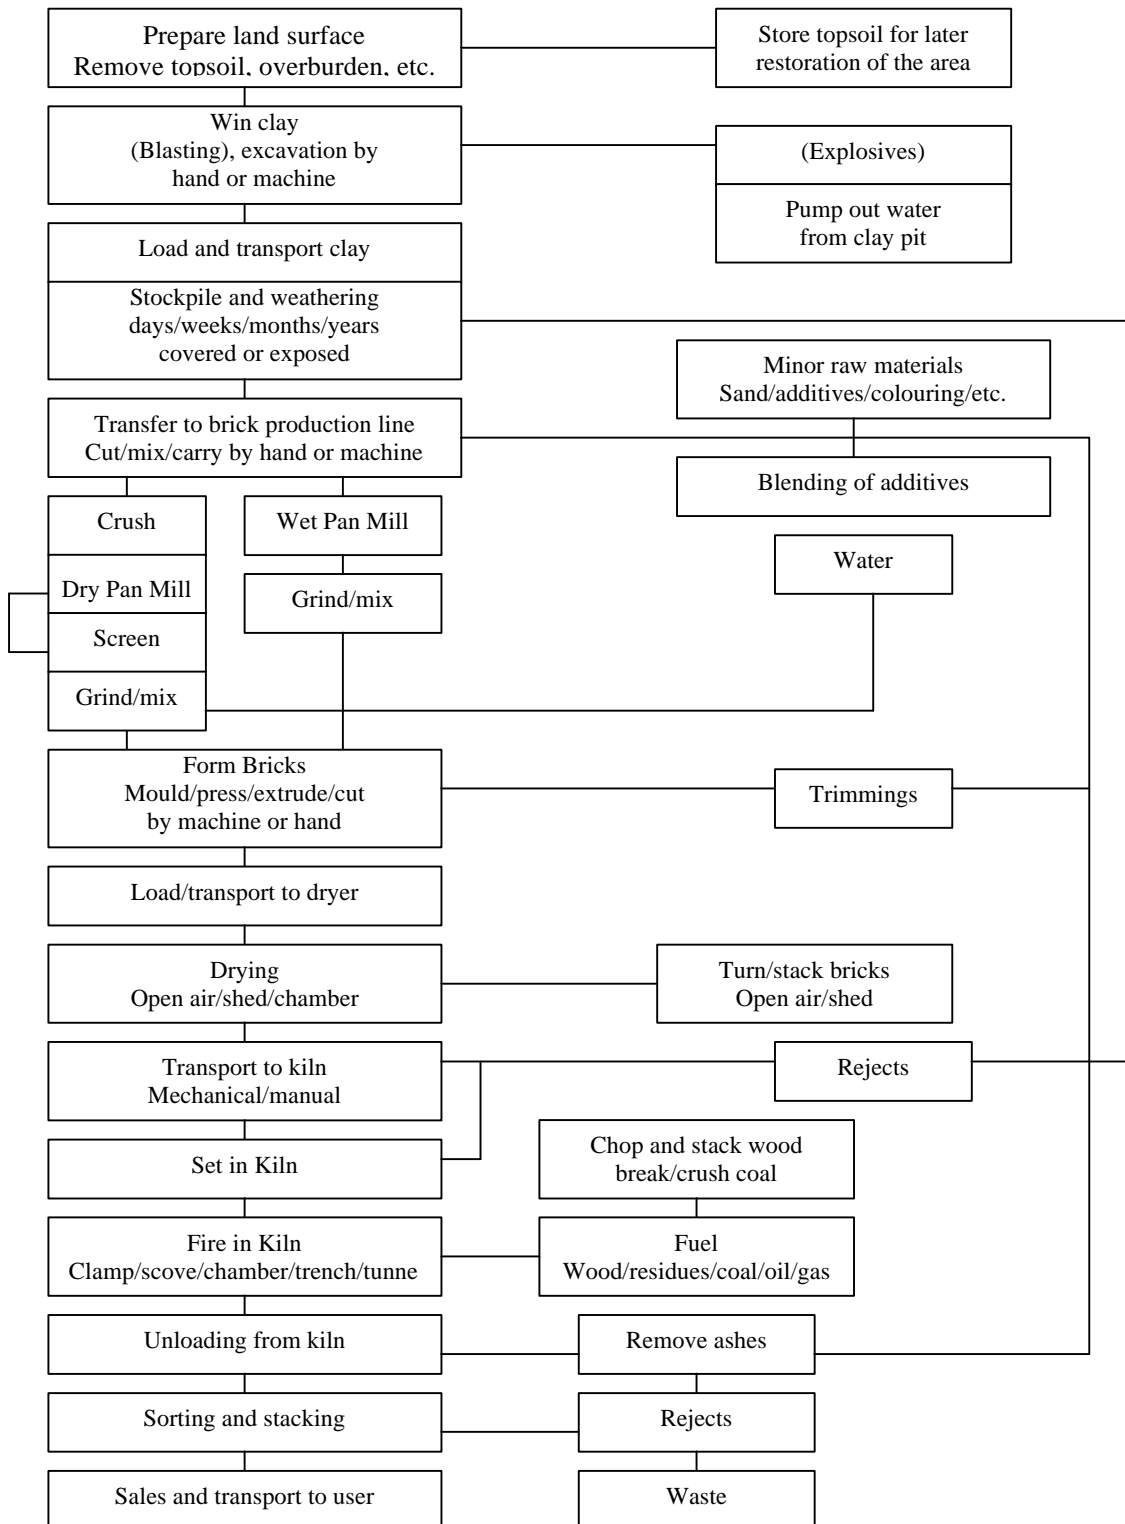 Prepare land surface
Remove topsoil, overburden, etc.
Store topsoil for later
restoration of the area
Win clay
(Blasting), excavation by
hand or machine
(Explosives)
Pump out water
from clay pit
Load and transport clay
Stockpile and weathering
days/weeks/months/years
covered or exposed
Minor raw materials
Sand/additives/colouring/etc.
Transfer to brick production line
Cut/mix/carry by hand or machine
Blending of additives
Crush
Wet Pan Mill
Water
Dry Pan Mill
Grind/mix
Screen
Grind/mix
Form Bricks
Mould/press/extrude/cut
by machine or hand
Trimmings
Load/transport to dryer
Drying
Open air/shed/chamber
Turn/stack bricks
Open air/shed
Transport to kiln
Mechanical/manual
Rejects
Set in Kiln
Chop and stack wood
break/crush coal
Fire in Kiln
Clamp/scove/chamber/trench/tunne
Fuel
Wood/residues/coal/oil/gas
Unloading from kiln
Remove ashes
Sorting and stacking
Rejects
Sales and transport to user
Waste